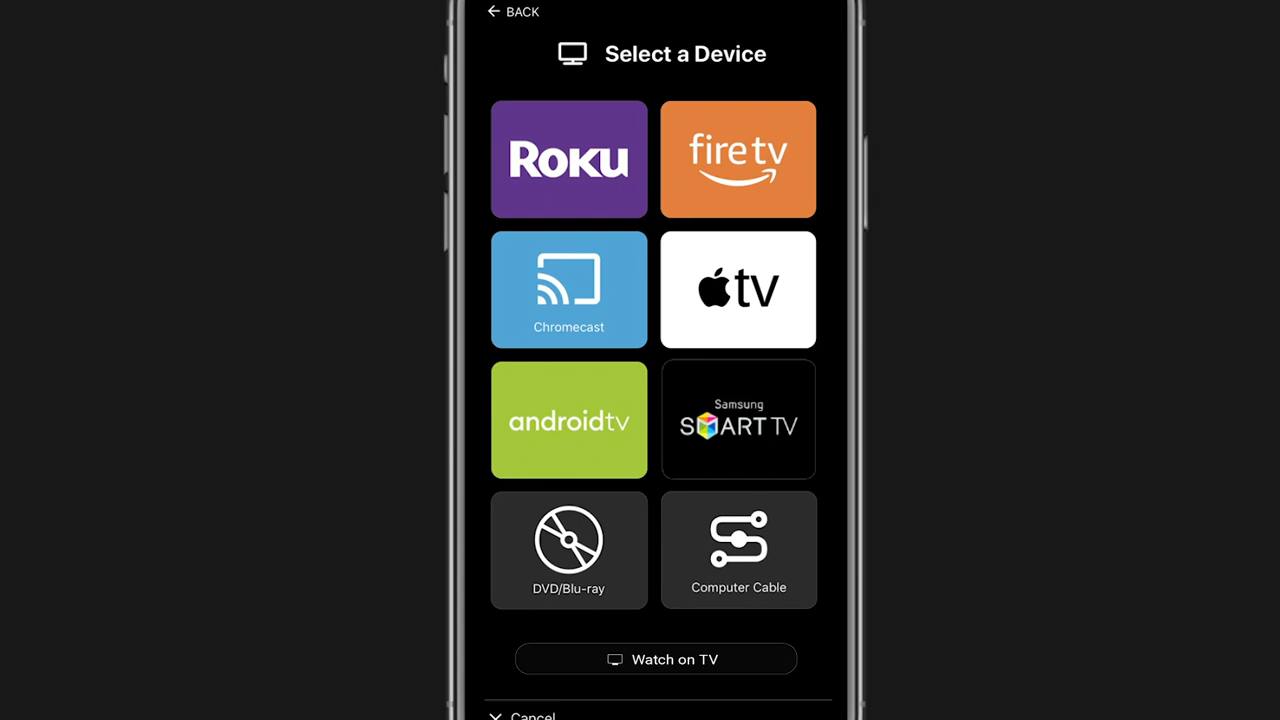 BACK
Select a Device
ROKU
fire tv
Chromecast
tv
androidtv
Samsung
SMART TV
DVD/Blu-ray
Computer Cable
Watch on TV
Cancel